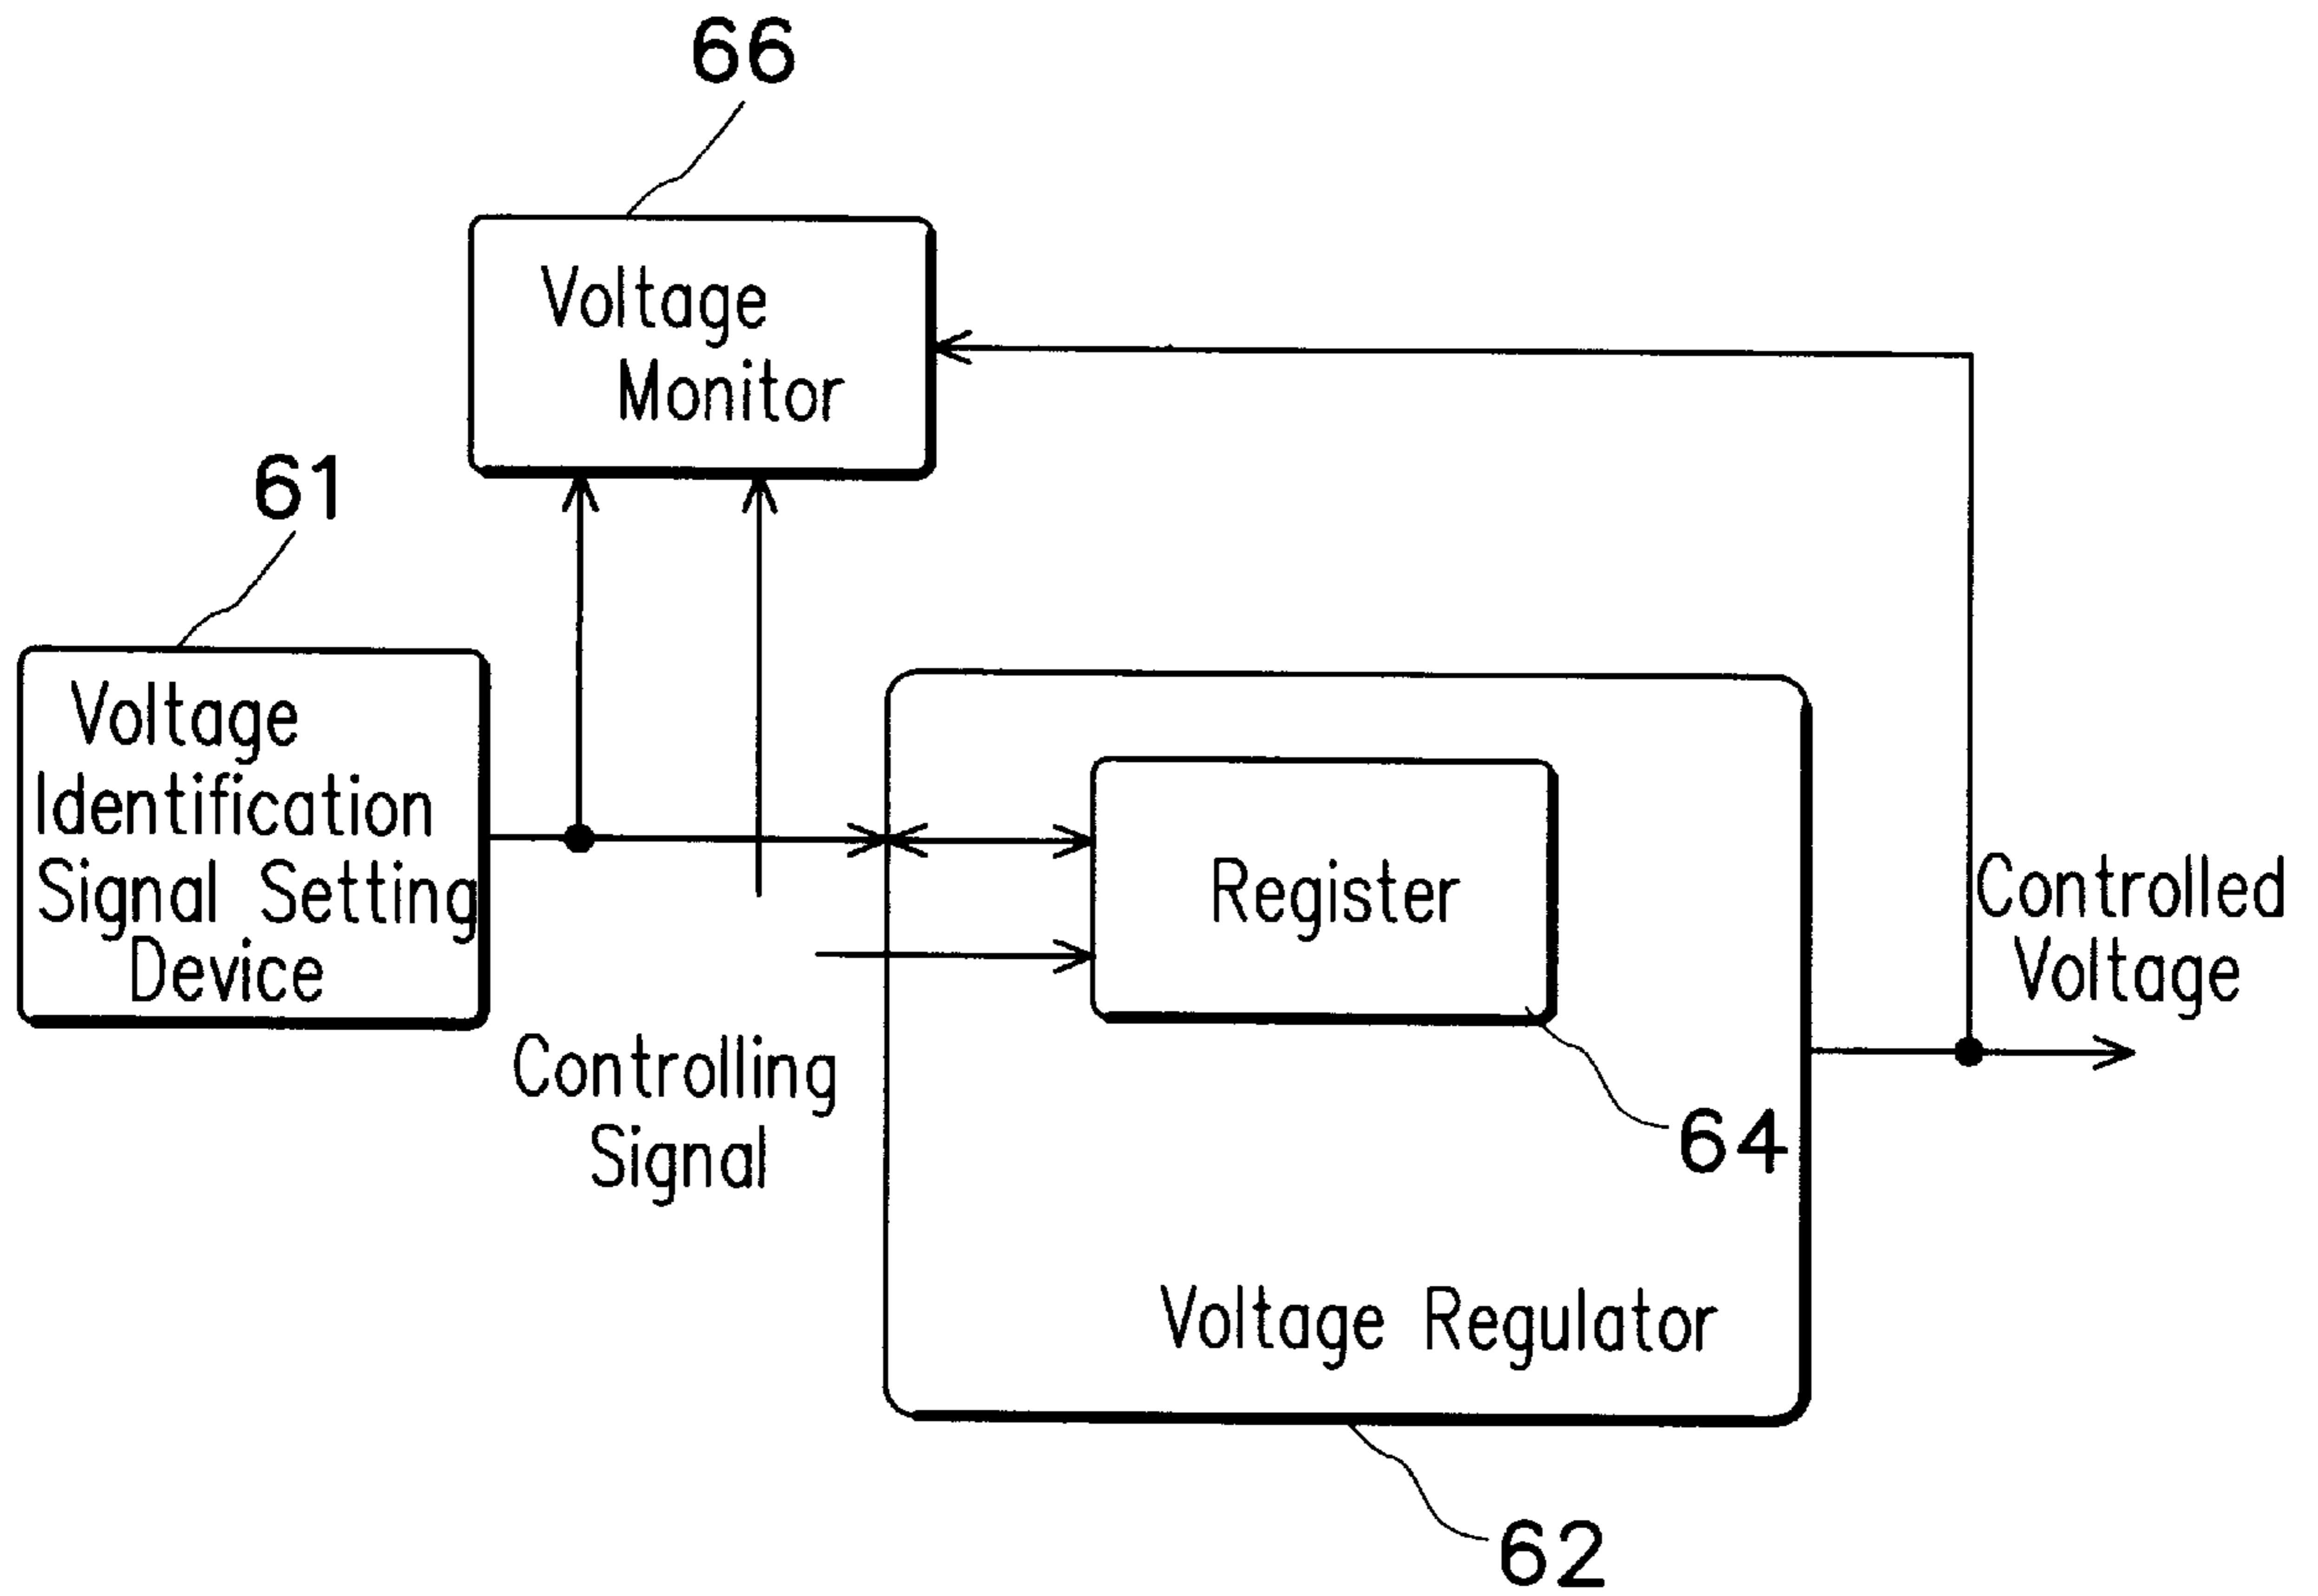 66
Voltage
Monitor
61
Voltage
Identification
Signal Setting
Device
Register
Controlled
Voltage
Controlling
Signal
64
Voltage Regulator
62